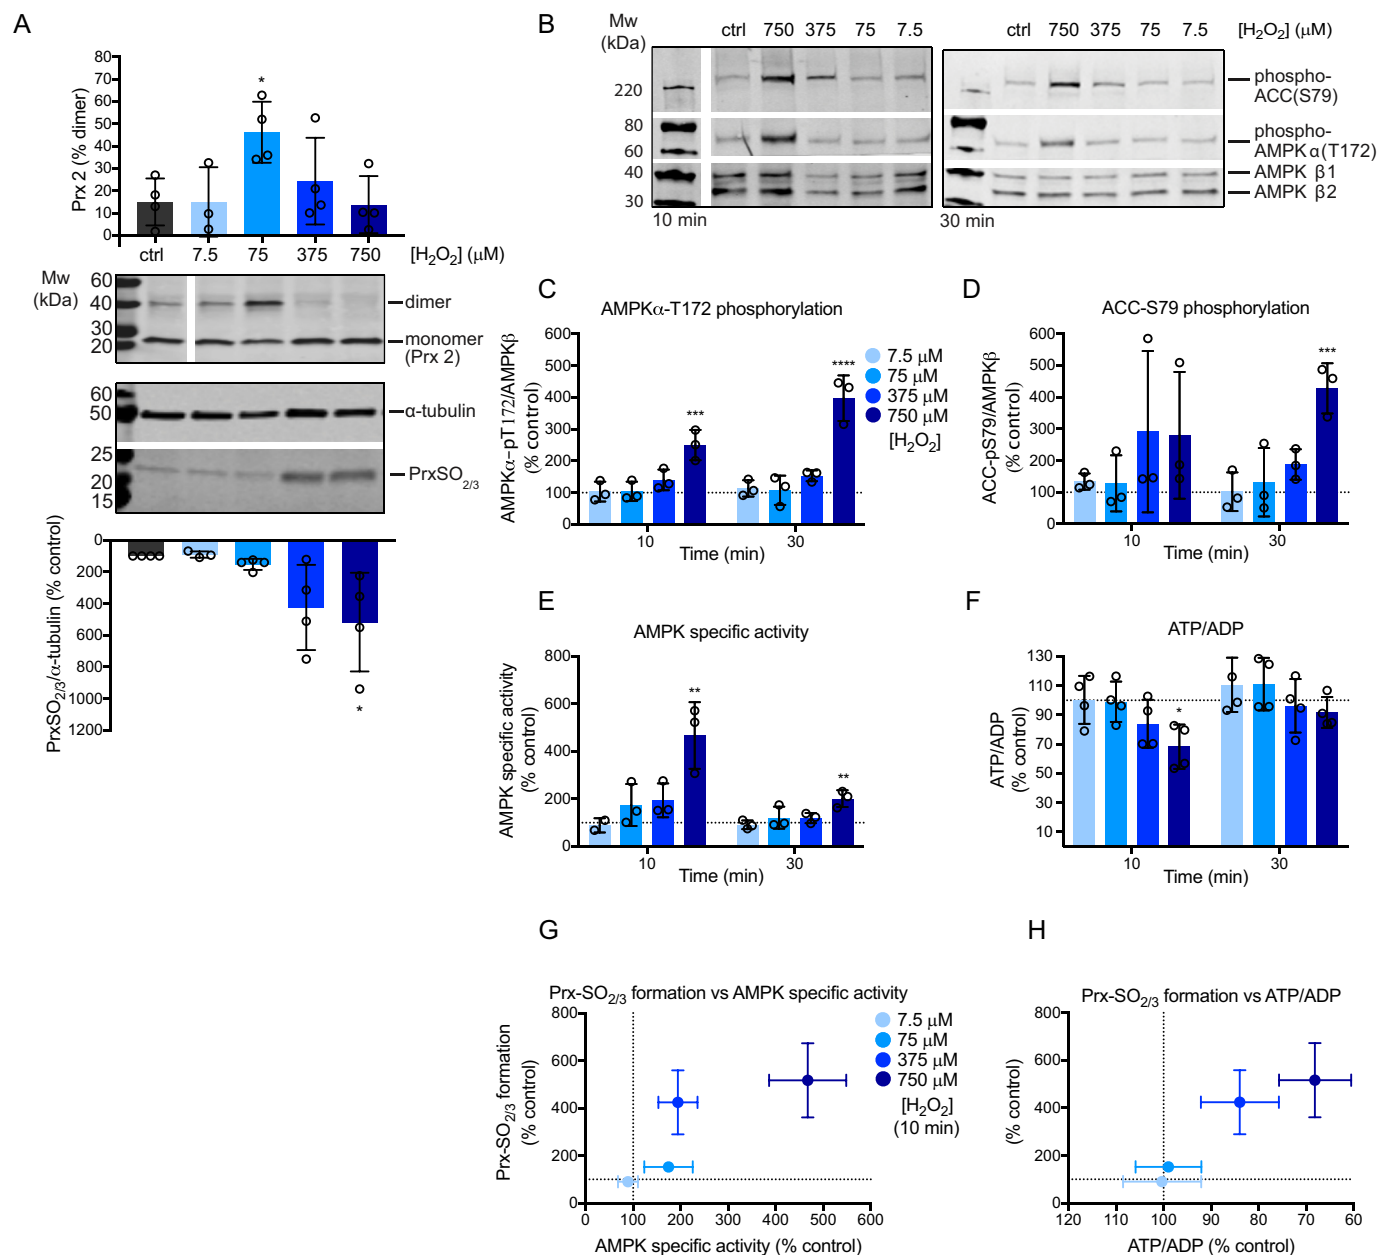 A
Prx 2 (% dimer)
80
70
60
50
40
30
20
10
0
*
ctrl 7.5 75 375 750 [H₂O₂] (μM)
Mw
(kDa)
60
40
30
20
dimer
monomer
(Prx 2)
60
50
α-tubulin
25
20
15
PrxSO₂/₃
PrxSO₂/₃/α-tubulin (% control)
0
200
400
600
800
1000
1200
*
B
Mw
(kDa)
ctrl 750 375 75 7.5 ctrl 750 375 75 7.5 [H₂O₂] (μM)
220
80
60
40
30
10 min
30 min
phospho-
ACC(S79)
phospho-
AMPK α(T172)
AMPK β1
AMPK β2
C
AMPKα-T172 phosphorylation
AMPKα-pT172/AMPKβ
(% control)
600
500
400
300
200
100
0
*** ****
10 30
Time (min)
7.5 μM
75 μM
375 μM
750 μM
[H₂O₂]
D
ACC-S79 phosphorylation
ACC-pS79/AMPKβ
(% control)
600
500
400
300
200
100
0
***
10 30
Time (min)
E
AMPK specific activity
AMPK specific activity
(% control)
800
600
400
200
0
** **
10 30
Time (min)
F
ATP/ADP
ATP/ADP
(% control)
130
110
90
70
50
30
10
*
10 30
Time (min)
G
Prx-SO₂/₃ formation vs AMPK specific activity
Prx-SO₂/₃ formation
(% control)
800
600
400
200
0
0 100 200 300 400 500 600
AMPK specific activity (% control)
7.5 μM
75 μM
375 μM
750 μM
[H₂O₂]
(10 min)
H
Prx-SO₂/₃ formation vs ATP/ADP
(% control)
800
600
400
200
0
120 110 100 90 80 70 60
ATP/ADP (% control)